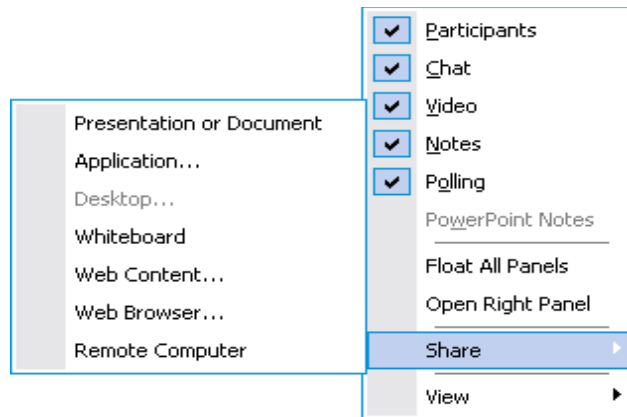 Participants
Chat
Video
Notes
Polling
PowerPoint Notes
Float All Panels
Open Right Panel
Share
View
Presentation or Document
Application...
Desktop...
Whiteboard
Web Content...
Web Browser...
Remote Computer